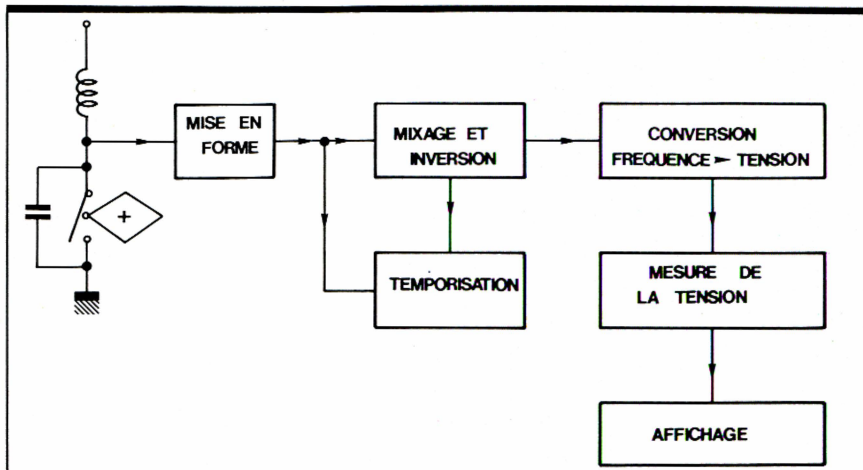 MISE EN
FORME
MIXAGE ET
INVERSION
CONVERSION
FREQUENCE ► TENSION
TEMPORISATION
MESURE DE
LA TENSION
AFFICHAGE
+